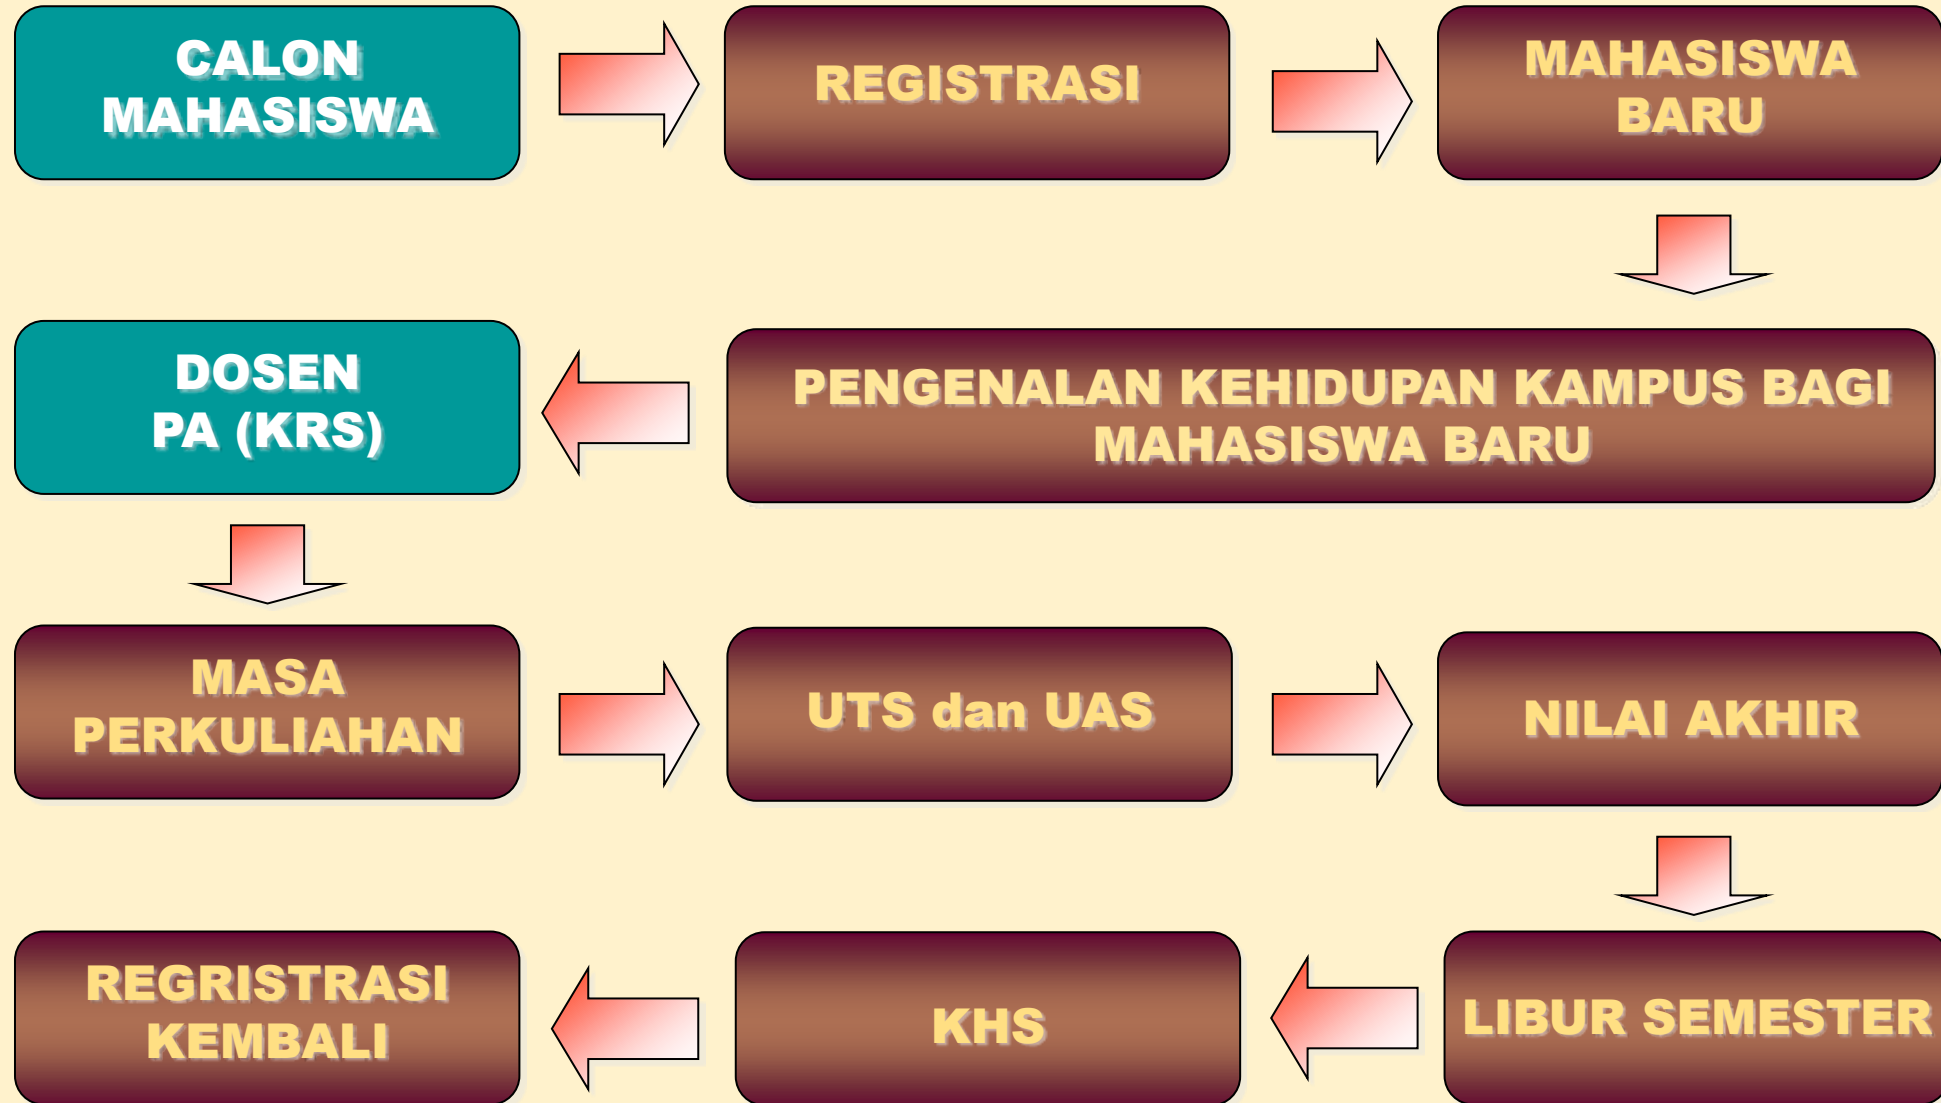 CALON
MAHASISWA
REGISTRASI
MAHASISWA
BARU
PENGENALAN KEHIDUPAN KAMPUS BAGI
MAHASISWA BARU
DOSEN
PA (KRS)
MASA
PERKULIAHAN
UTS dan UAS
NILAI AKHIR
LIBUR SEMESTER
KHS
REGRISTRASI
KEMBALI